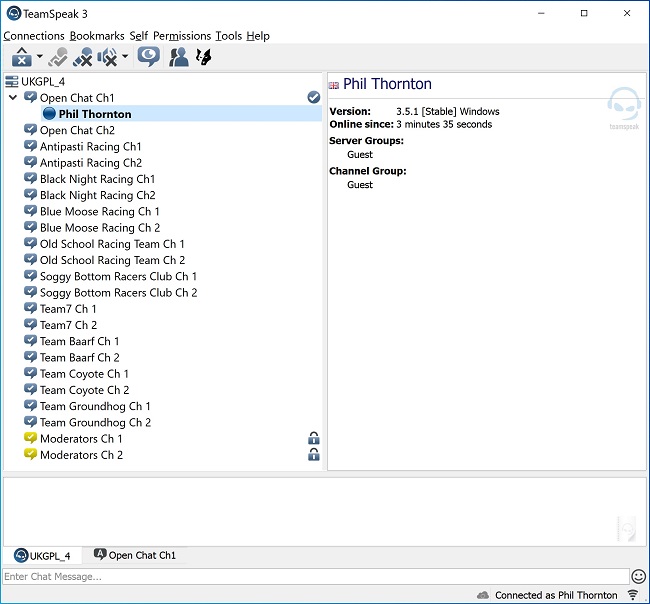 TeamSpeak 3
Connections Bookmarks Self Permissions Tools Help
UKGPL_4
Open Chat Ch1
Phil Thornton
Open Chat Ch2
Antipasti Racing Ch1
Antipasti Racing Ch2
Black Night Racing Ch1
Black Night Racing Ch2
Blue Moose Racing Ch 1
Blue Moose Racing Ch 2
Old School Racing Team Ch 1
Old School Racing Team Ch 2
Soggy Bottom Racers Club Ch 1
Soggy Bottom Racers Club Ch 2
Team7 Ch 1
Team7 Ch 2
Team Baarf Ch 1
Team Baarf Ch 2
Team Coyote Ch 1
Team Coyote Ch 2
Team Groundhog Ch 1
Team Groundhog Ch 2
Moderators Ch 1
Moderators Ch 2
Phil Thornton
teamspeak
Version: 3.5.1 [Stable] Windows
Online since: 3 minutes 35 seconds
Server Groups:
Guest
Channel Group:
Guest
UKGPL_4
A Open Chat Ch1
Enter Chat Message...
Connected as Phil Thornton